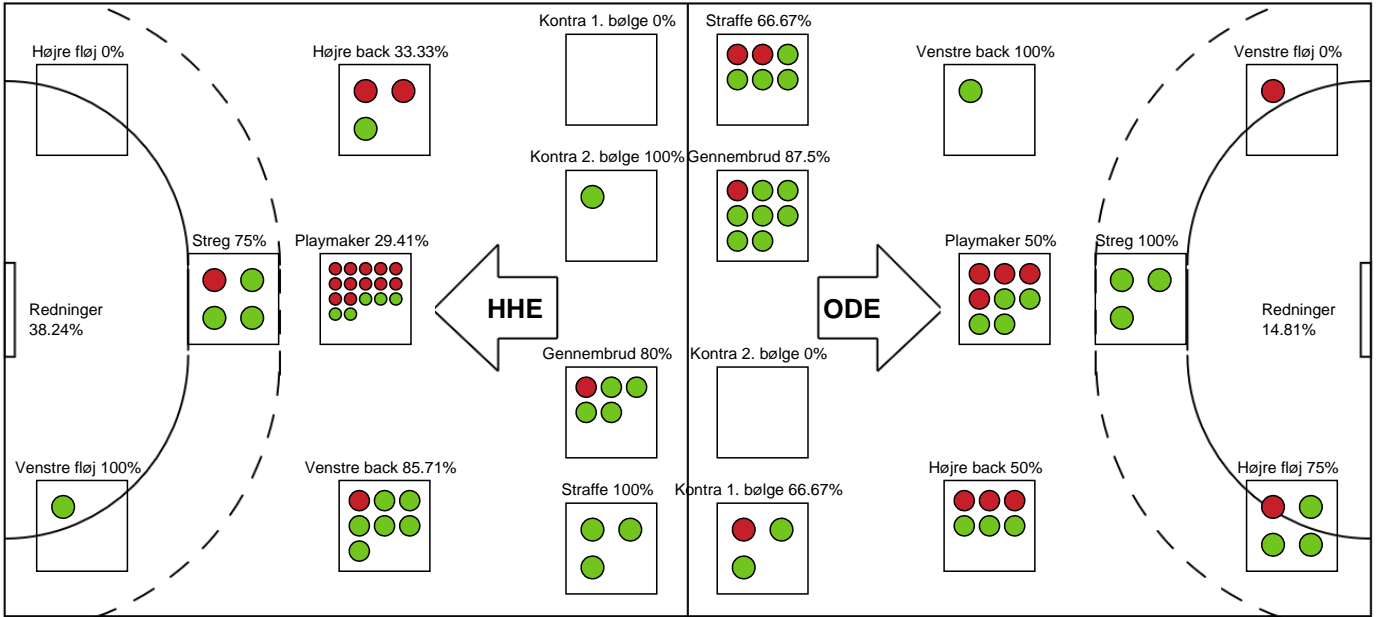 Kontra 1. bølge 0%
Straffe 66.67%
Højre fløj 0%
Højre back 33.33%
Venstre back 100%
Venstre fløj 0%
Kontra 2. bølge 100%
Gennembrud 87.5%
Streg 75%
Playmaker 29.41%
Playmaker 50%
Streg 100%
Redninger
38.24%
HHE
ODE
Redninger
14.81%
Gennembrud 80%
Kontra 2. bølge 0%
Venstre fløj 100%
Venstre back 85.71%
Højre back 50%
Højre fløj 75%
Straffe 100%
Kontra 1. bølge 66.67%